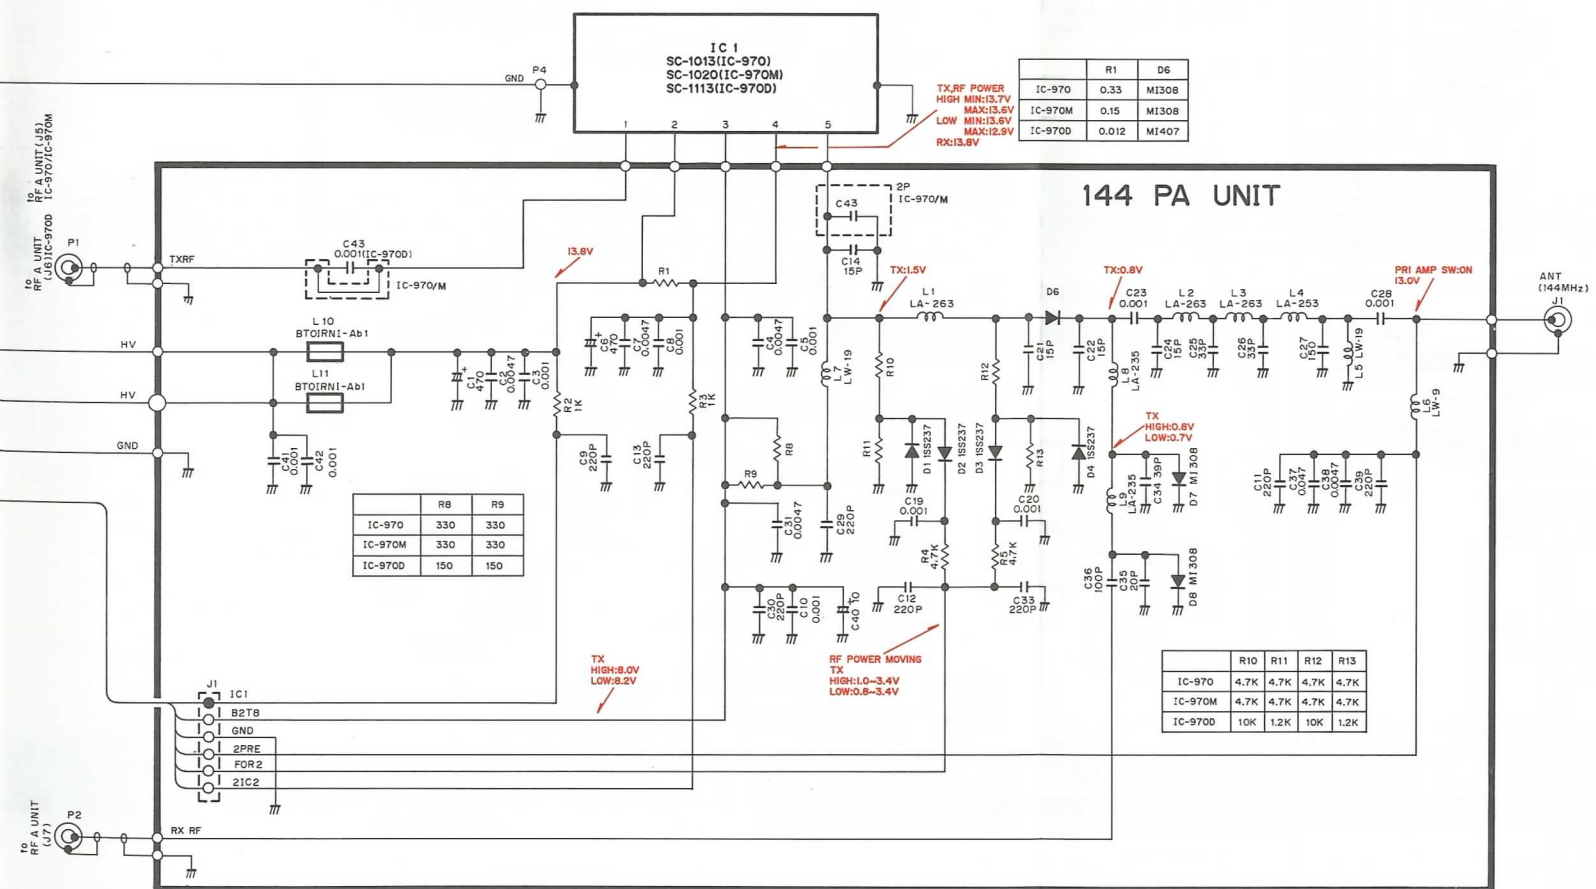 IC 1
SC-1013(IC-970)
SC-1020(IC-970M)
SC-1113(IC-970D)
GND
P4
1
2
3
4
5
TX,RF POWER
HIGH MIN:13.7V
MAX:13.6V
LOW MIN:13.6V
MAX:12.9V
RX:13.8V
R1 D6
IC-970 0.33 MI308
IC-970M 0.15 MI308
IC-970D 0.012 MI407
144 PA UNIT
to
RF A UNIT (J5)
IC-970/IC-970M
to
RF A UNIT
(J6)IC-970D
P1
TXRF
C43
0.001(IC-970D)
IC-970/M
13.8V
R1
2P
IC-970/M
C43
C14
15P
TX:1.5V
L1
LA-263
D6
TX:0.8V
C23
0.001
L2
LA-263
L3
LA-263
L4
LA-253
C28
0.001
PRI AMP SW:ON
13.0V
ANT
(144MHz)
J1
HV
L10
BT01RN1-Ab1
L11
BT01RN1-Ab1
HV
C1
470
C2
0.0047
C3
0.001
R2
1K
C6
470
C7
0.0047
C8
0.001
R3
1K
C4
0.0047
C5
0.001
L7
LW-19
R10
R12
C21
15P
C22
15P
L8
LA-235
C24
15P
C25
33P
C26
33P
C27
150
L5 LW-19
L6
LW-9
GND
C41
0.001
C42
0.001
C9
220P
C13
220P
R8
R9
R11
D1 1SS237
D2 1SS237
D3 1SS237
R13
D4 1SS237
TX
HIGH:0.8V
LOW:0.7V
L9
LA-235
C34 39P
D7 MI308
C11
220P
C37
0.047
C38
0.0047
C39
220P
R8 R9
IC-970 330 330
IC-970M 330 330
IC-970D 150 150
C31
0.0047
C29
220P
C19
0.001
C20
0.001
R4
4.7K
R5
4.7K
C36
100P
C35
20P
D8 MI308
C30
220P
C10
0.001
C40 10
C12
220P
C33
220P
TX
HIGH:8.0V
LOW:8.2V
RF POWER MOVING
TX
HIGH:1.0~3.4V
LOW:0.8~3.4V
R10 R11 R12 R13
IC-970 4.7K 4.7K 4.7K 4.7K
IC-970M 4.7K 4.7K 4.7K 4.7K
IC-970D 10K 1.2K 10K 1.2K
J1
IC1
B2T8
GND
2PRE
FOR2
2IC2
to
RF A UNIT
(J7)
P2
RX RF